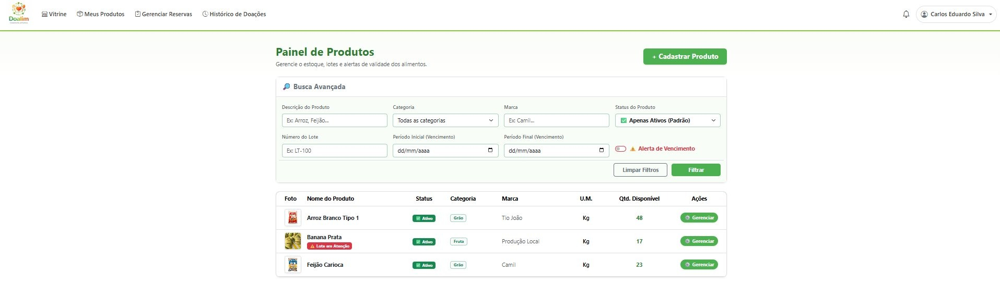 Doalim
Vitrine Meus Produtos Gerenciar Reservas Histórico de Doações Carlos Eduardo Silva
Painel de Produtos
Gerencie o estoque, lotes e alertas de validade dos alimentos.
+ Cadastrar Produto
Busca Avançada
Descrição do Produto Categoria Marca Status do Produto
Ex: Arroz, Feijão... Todas as categorias Ex: Camil... Apenas Ativos (Padrão)
Número do Lote Período Inicial (Vencimento) Período Final (Vencimento)
Ex: LT-100 dd/mm/aaaa dd/mm/aaaa Alerta de Vencimento
Limpar Filtros Filtrar
Foto Nome do Produto Status Categoria Marca U.M. Qtd. Disponível Ações
Arroz Branco Tipo 1 Ativo Grão Tio João Kg 48 Gerenciar
Banana Prata Ativo Fruta Produção Local Kg 17 Gerenciar
Lote em Atenção
Feijão Carioca Ativo Grão Camil Kg 23 Gerenciar